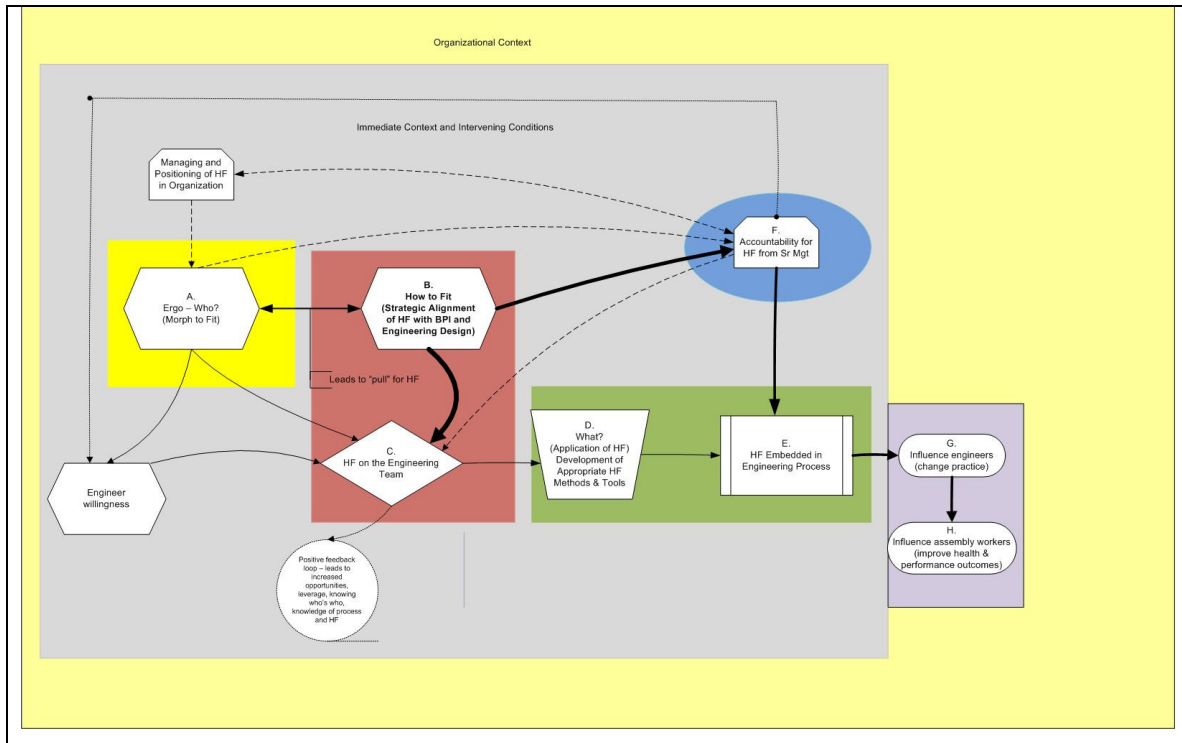 Organizational Context
Immediate Context and Intervening Conditions
Managing and
Positioning of HF
in Organization
F.
Accountability for
HF from Sr Mgt
A.
Ergo – Who?
(Morph to Fit)
B.
How to Fit
(Strategic Alignment
of HF with BPI and
Engineering Design)
Leads to “pull” for HF
C.
HF on the Engineering
Team
D.
What?
(Application of HF)
Development of
Appropriate HF
Methods & Tools
E.
HF Embedded in
Engineering Process
G.
Influence engineers
(change practice)
H.
Influence assembly workers
(improve health &
performance outcomes)
Engineer
willingness
Positive feedback
loop – leads to
increased
opportunities,
leverage, knowing
who’s who,
knowledge of process
and HF